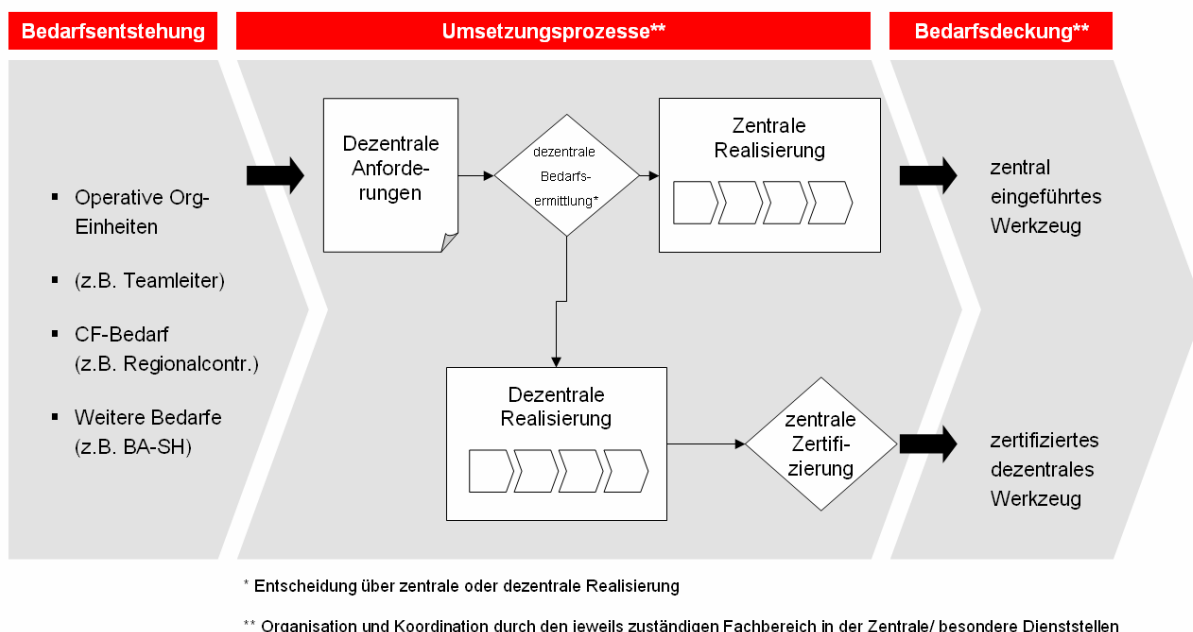 Bedarfsentstehung
Umsetzungsprozesse**
Bedarfsdeckung**
▪ Operative Org-
Einheiten
▪ (z.B. Teamleiter)
▪ CF-Bedarf
(z.B. Regionalcontr.)
▪ Weitere Bedarfe
(z.B. BA-SH)
Dezentrale
Anforde-
rungen
dezentrale
Bedarfs-
ermittlung*
Zentrale
Realisierung
Dezentrale
Realisierung
zentrale
Zertifi-
zierung
zentral
eingeführtes
Werkzeug
zertifiziertes
dezentrales
Werkzeug
* Entscheidung über zentrale oder dezentrale Realisierung
** Organisation und Koordination durch den jeweils zuständigen Fachbereich in der Zentrale/ besondere Dienststellen